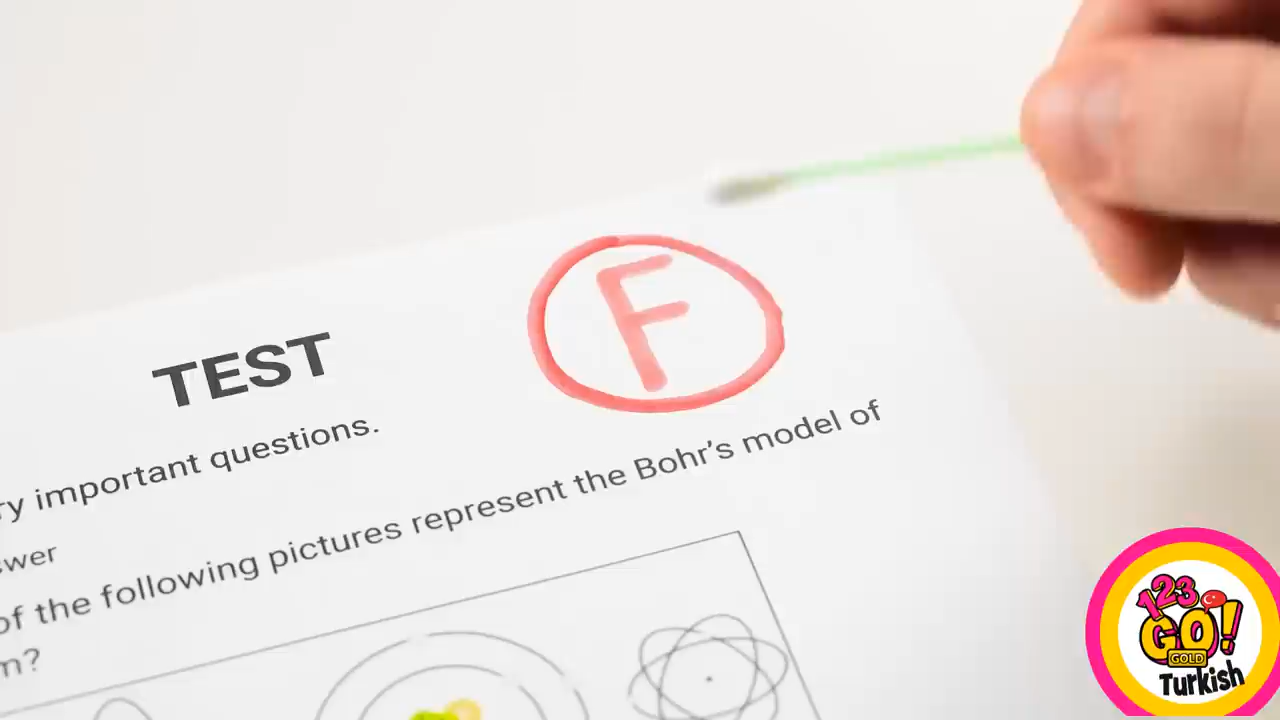 F
TEST
ry important questions.
swer
of the following pictures represent the Bohr's model of
m?
123
GO!
GOLD
Turkish